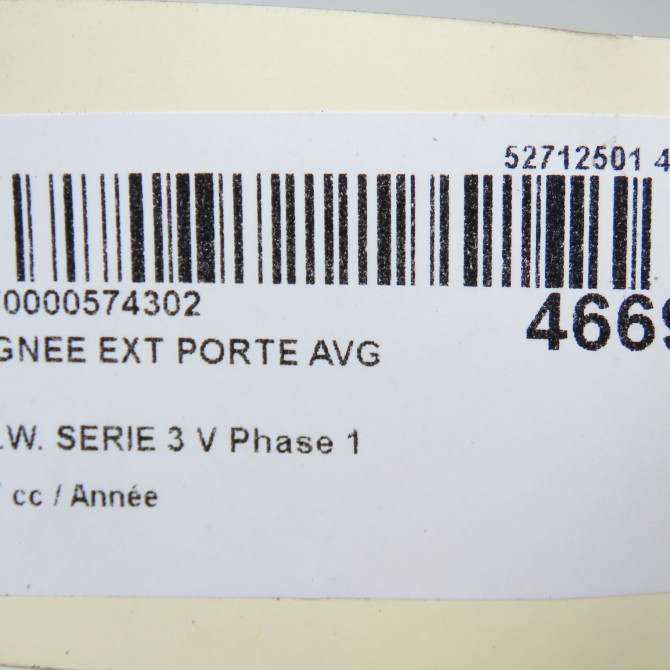 52712501 4
0000574302
GNEE EXT PORTE AVG
4669
.W. SERIE 3 V Phase 1
cc / Année